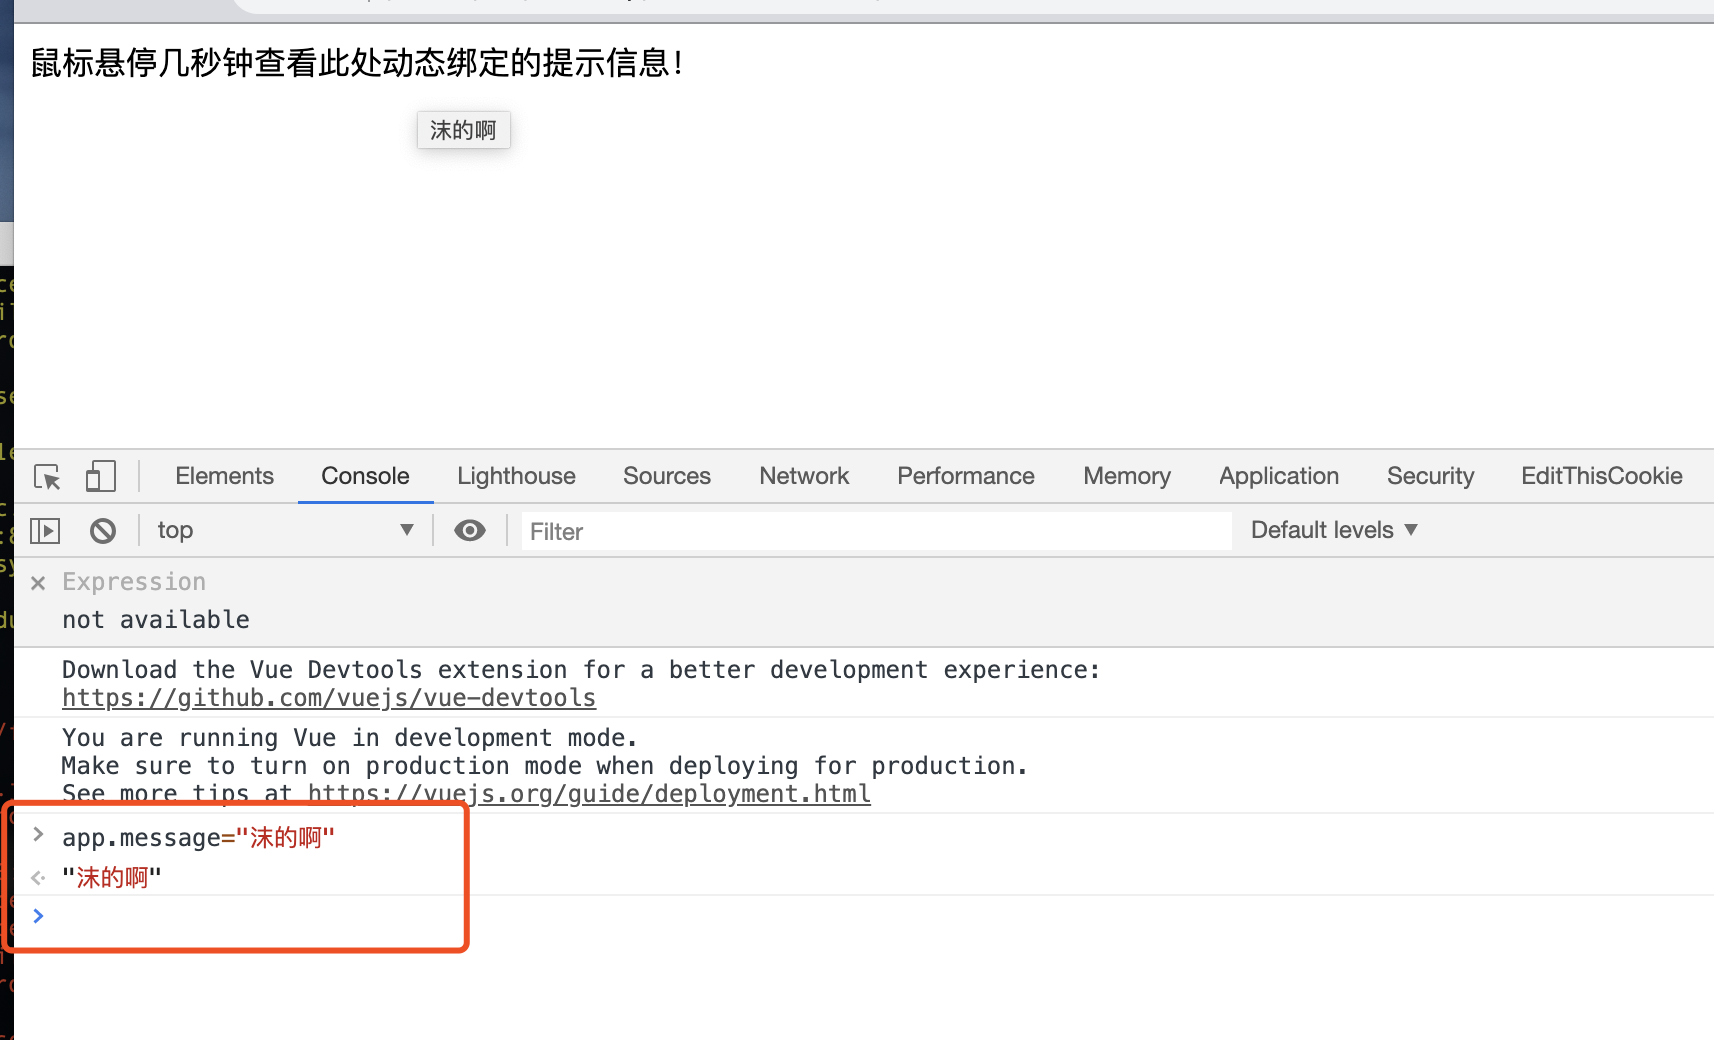 鼠标悬停几秒钟查看此处动态绑定的提示信息！
沫的啊
Elements Console Lighthouse Sources Network Performance Memory Application Security EditThisCookie
top Filter Default levels
Expression
not available
Download the Vue Devtools extension for a better development experience:
https://github.com/vuejs/vue-devtools
You are running Vue in development mode.
Make sure to turn on production mode when deploying for production.
See more tips at https://vuejs.org/guide/deployment.html
> app.message="沫的啊"
"沫的啊"
>